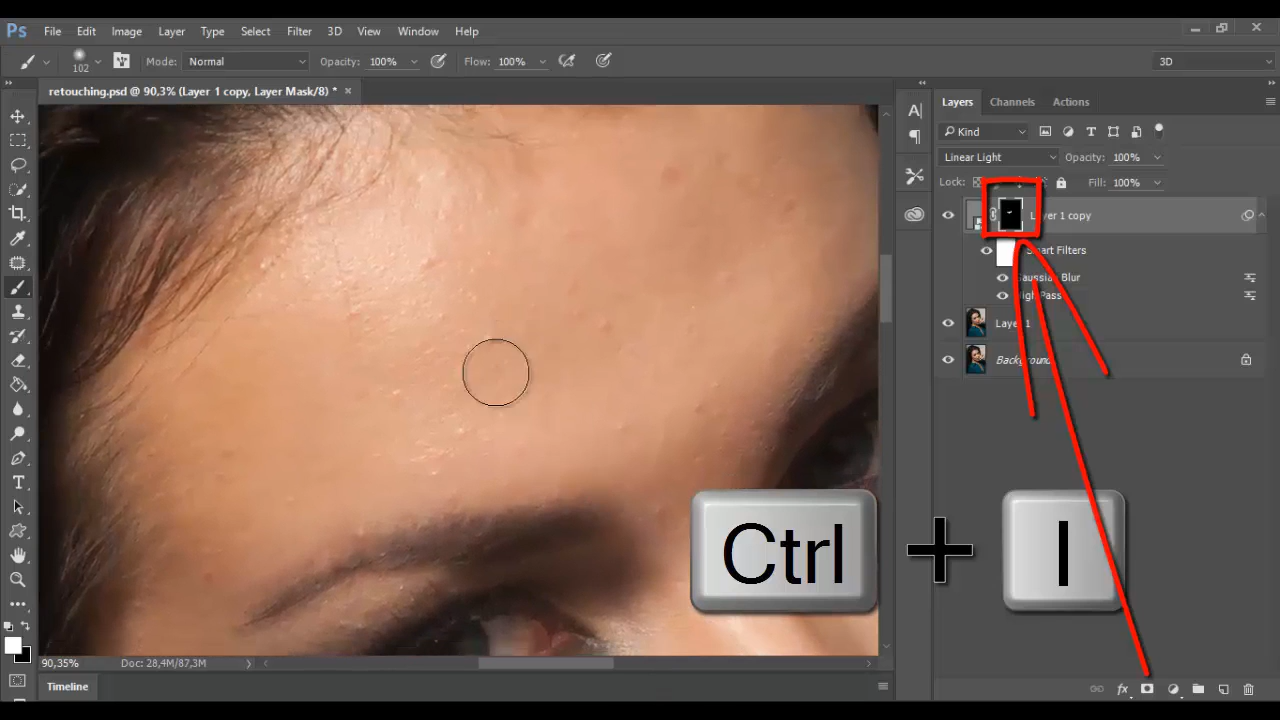 Ps File Edit Image Layer Type Select Filter 3D View Window Help
102 Mode: Normal Opacity: 100% Flow: 100% 3D
retouching.psd @ 90,3% (Layer 1 copy, Layer Mask/8) * ×
Layers Channels Actions
Kind
Linear Light Opacity: 100%
Lock: Fill: 100%
Layer 1 copy
Smart Filters
Gaussian Blur
High Pass
Layer 1
Background
Ctrl + I
90,35% Doc: 28,4M/87,3M
fx
Timeline